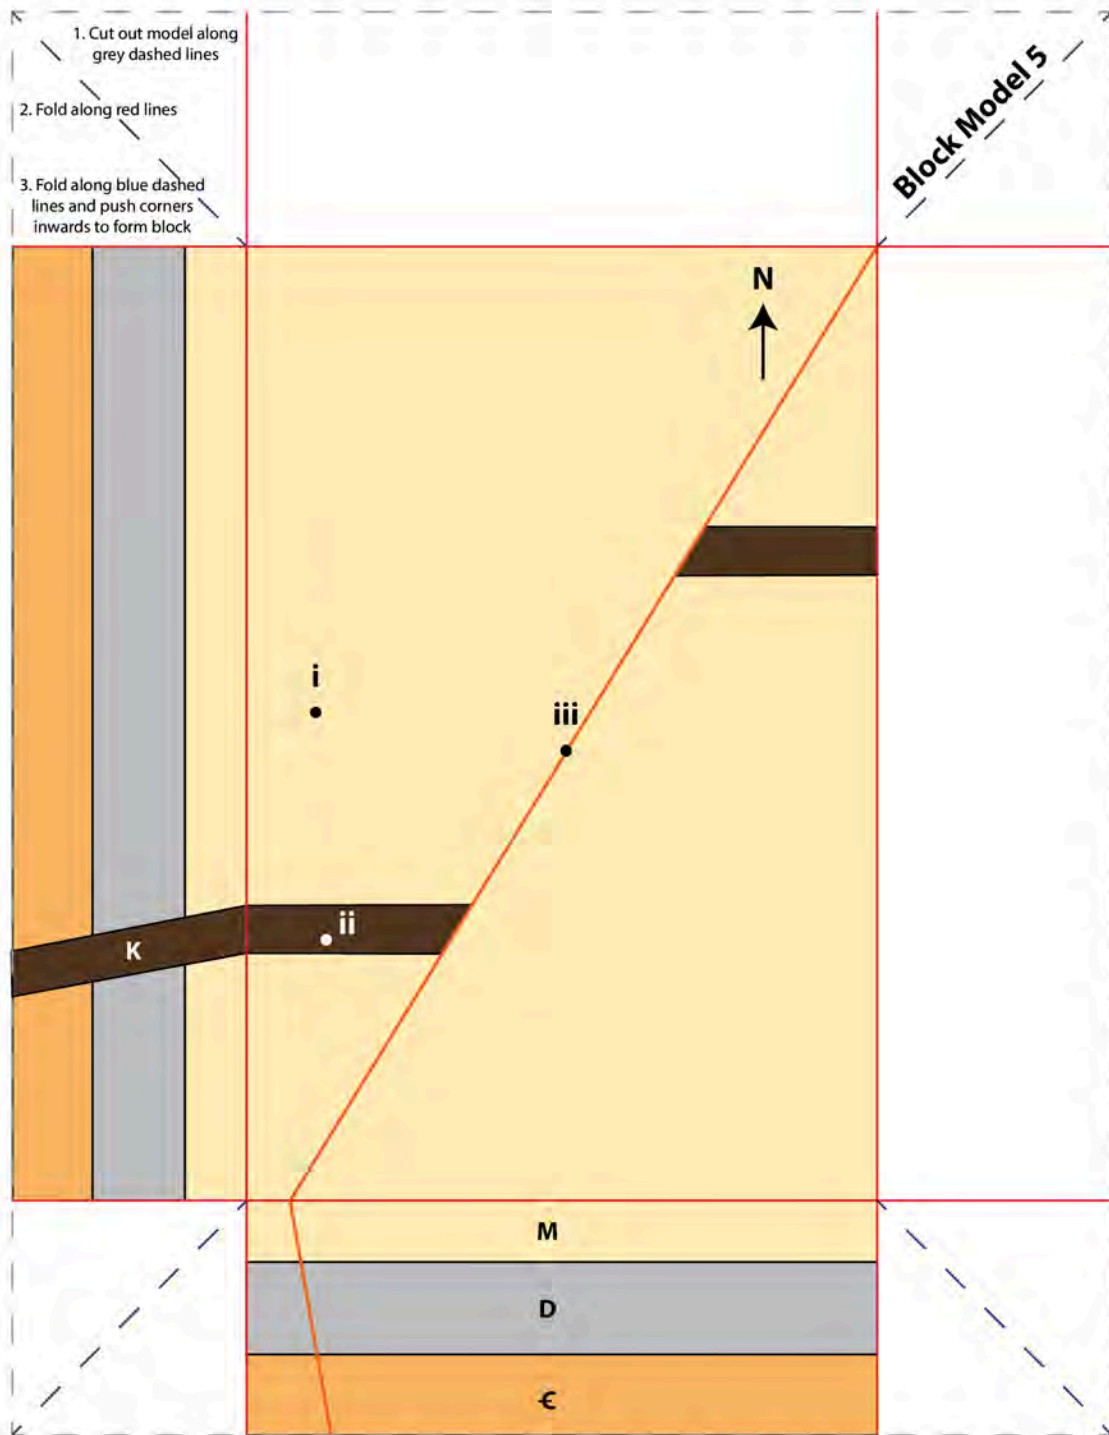 1. Cut out model along
grey dashed lines
2. Fold along red lines
3. Fold along blue dashed
lines and push corners
inwards to form block
Block Model 5
N
i
iii
ii
K
M
D
Є